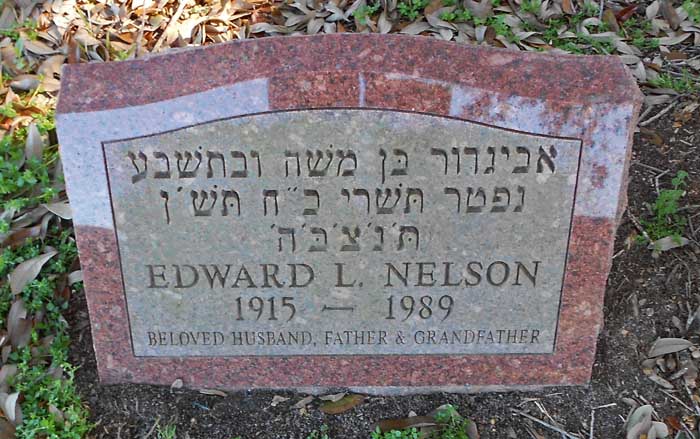 אביגדור בן משה ובתשבע
נפטר תשרי כ״ח תש׳ן
ת׳נ׳צ׳ב׳ה׳
EDWARD L. NELSON
1915 — 1989
BELOVED HUSBAND, FATHER & GRANDFATHER